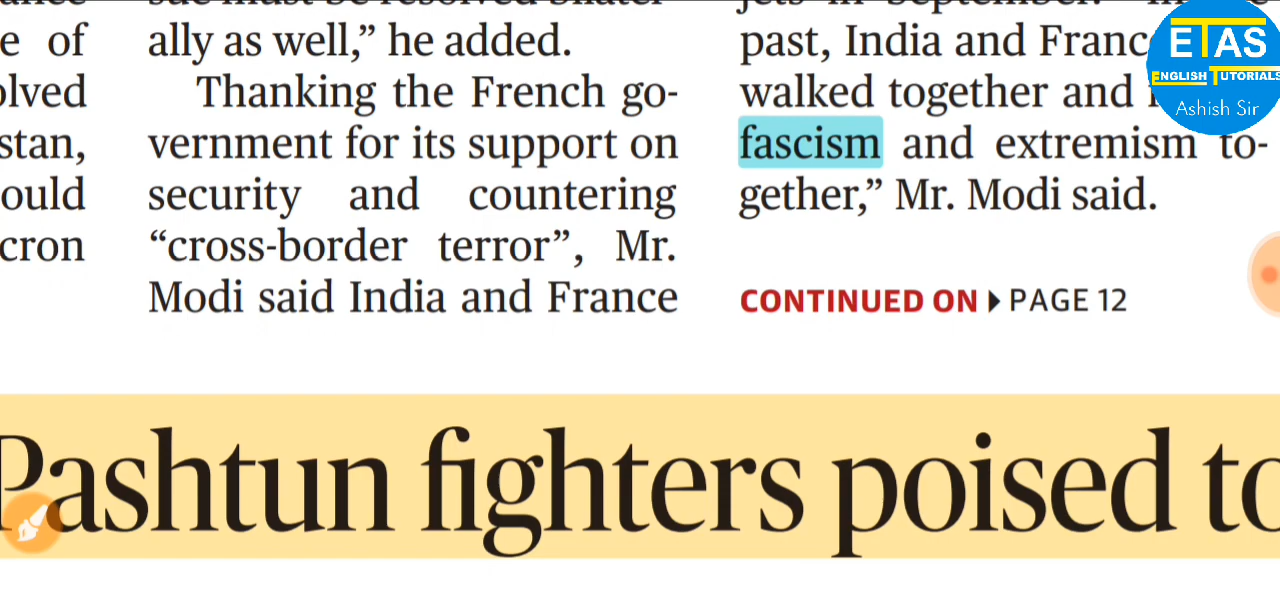 e of
olved
stan,
ould
cron
ally as well,” he added.
Thanking the French go-
vernment for its support on
security and countering
“cross-border terror”, Mr.
Modi said India and France
past, India and Franc
walked together and
fascism and extremism to-
gether,” Mr. Modi said.
CONTINUED ON PAGE 12
Pashtun fighters poised to
ETAS
ENGLISH TUTORIALS
Ashish Sir